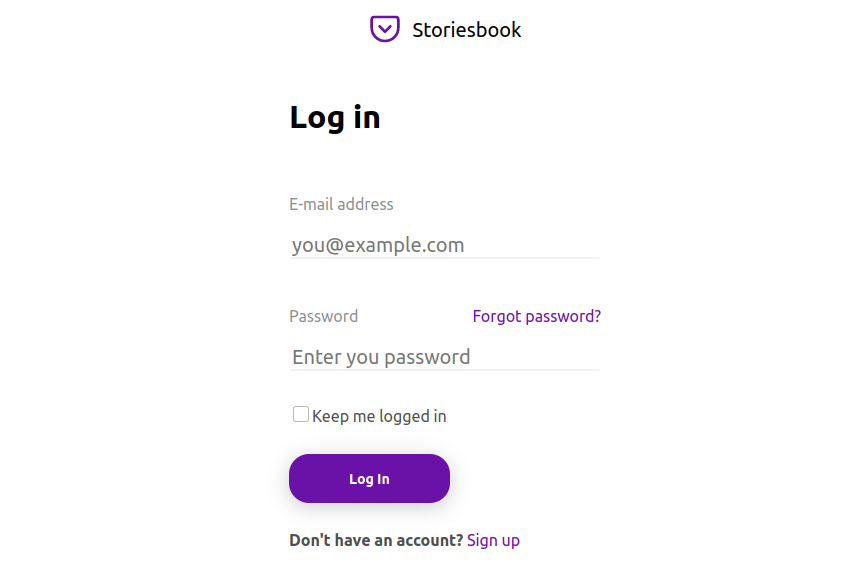 Storiesbook
Log in
E-mail address
you@example.com
Password Forgot password?
Enter you password
Keep me logged in
Log In
Don't have an account? Sign up